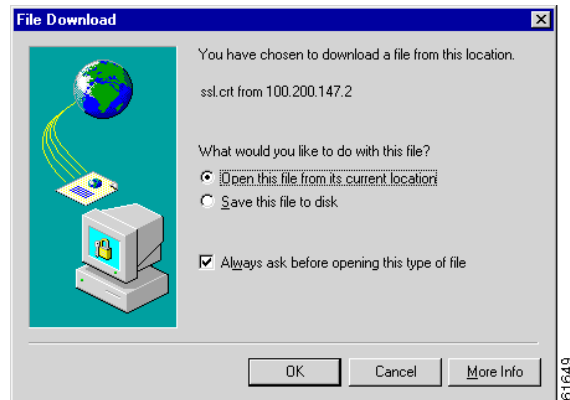 File Download
You have chosen to download a file from this location.
ssl.crt from 100.200.147.2
What would you like to do with this file?
Open this file from its current location
Save this file to disk
Always ask before opening this type of file
OK
Cancel
More Info
61649